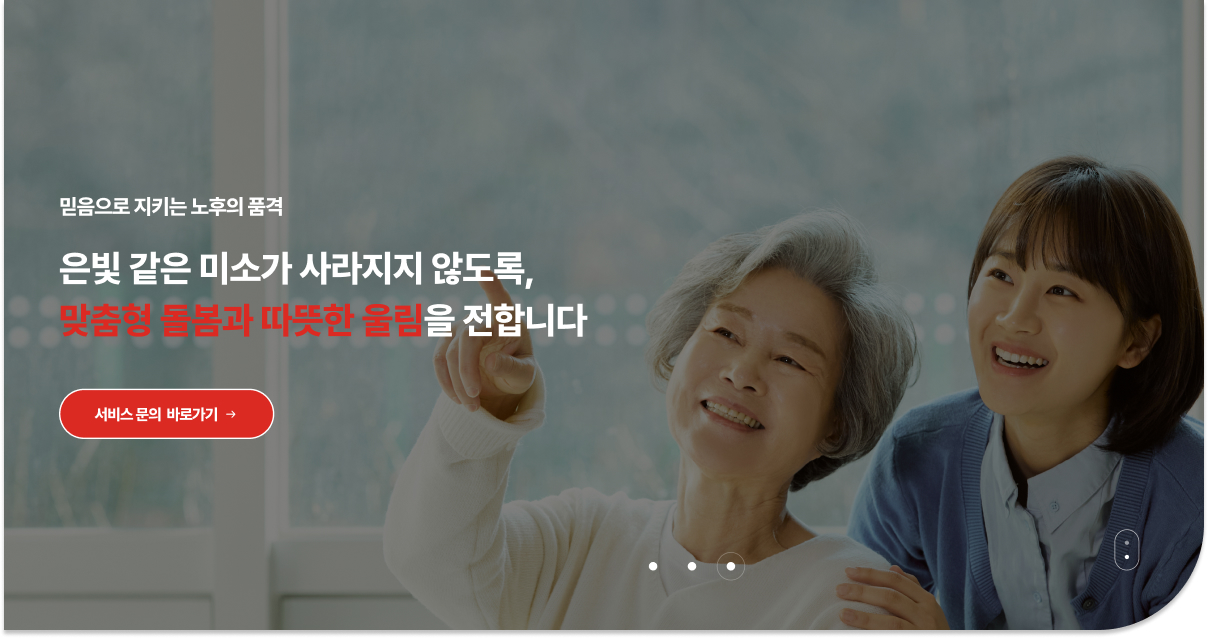 믿음으로 지키는 노후의 품격
은빛 같은 미소가 사라지지 않도록,
맞춤형 돌봄과 따뜻한 울림을 전합니다
서비스 문의 바로가기 →